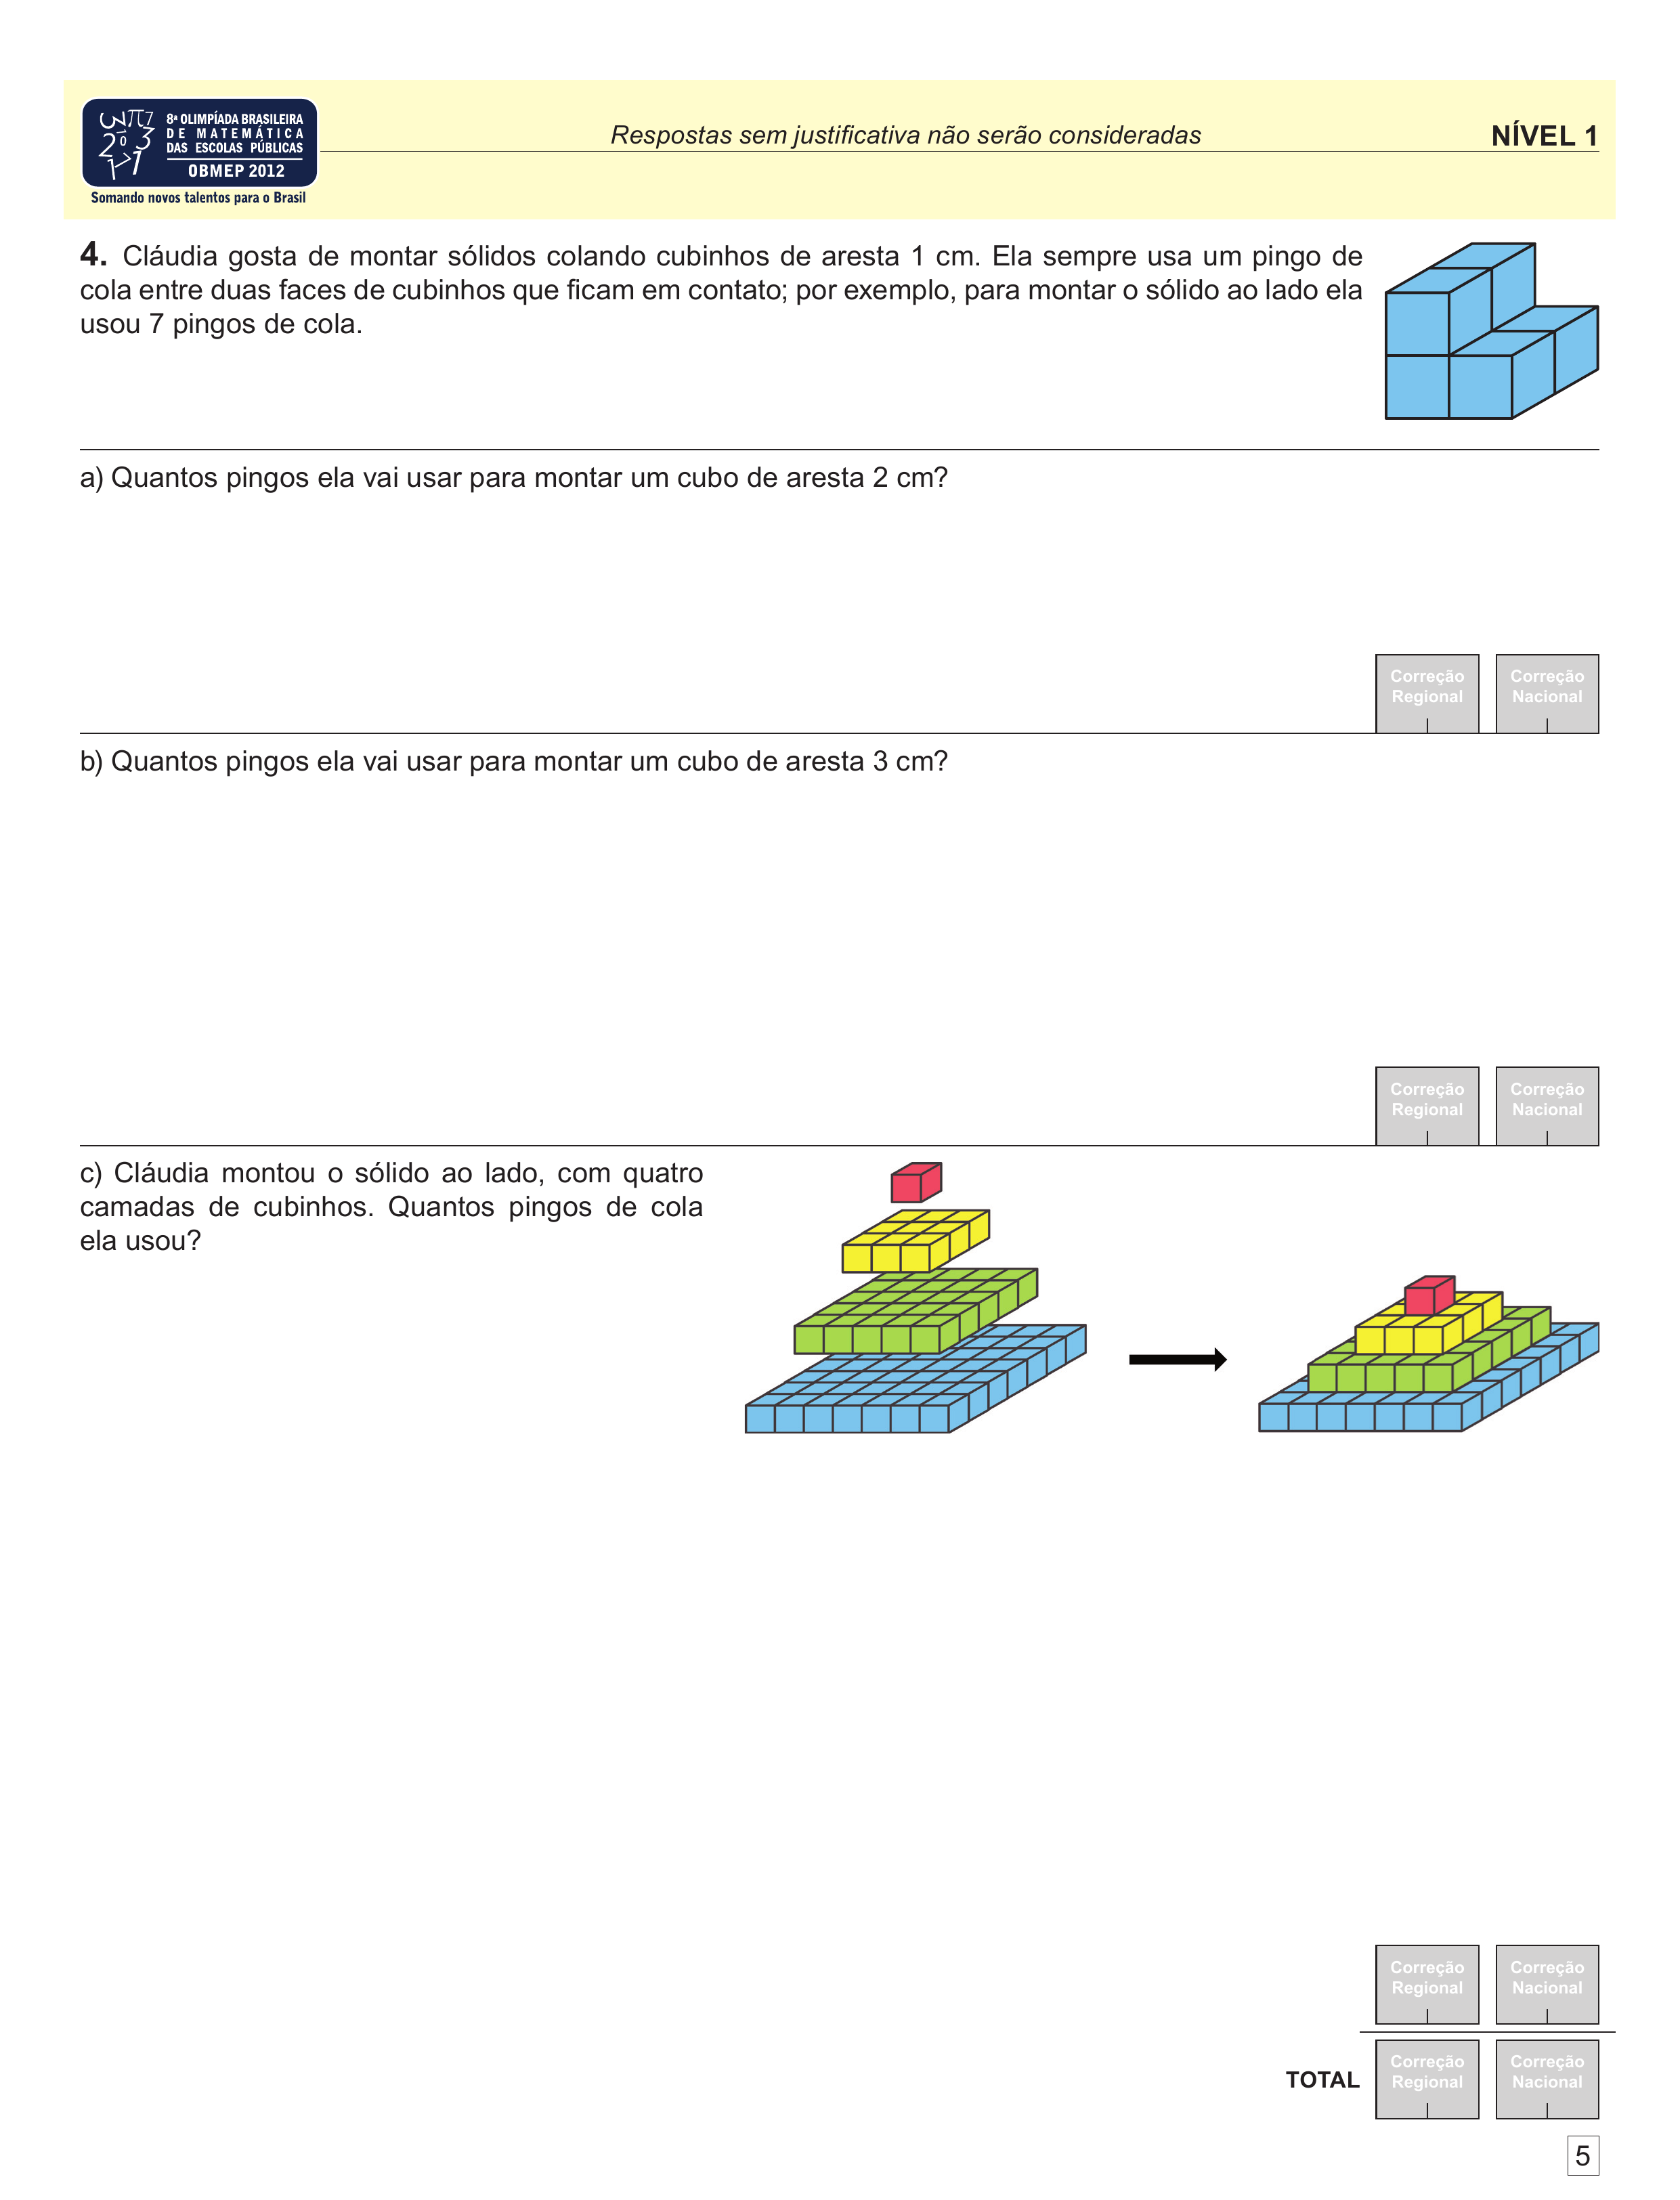 8ª OLIMPÍADA BRASILEIRA
DE MATEMÁTICA
DAS ESCOLAS PÚBLICAS
OBMEP 2012
Somando novos talentos para o Brasil
Respostas sem justificativa não serão consideradas
NÍVEL 1
4. Cláudia gosta de montar sólidos colando cubinhos de aresta 1 cm. Ela sempre usa um pingo de
cola entre duas faces de cubinhos que ficam em contato; por exemplo, para montar o sólido ao lado ela
usou 7 pingos de cola.
a) Quantos pingos ela vai usar para montar um cubo de aresta 2 cm?
Correção
Regional
Correção
Nacional
b) Quantos pingos ela vai usar para montar um cubo de aresta 3 cm?
Correção
Regional
Correção
Nacional
c) Cláudia montou o sólido ao lado, com quatro
camadas de cubinhos. Quantos pingos de cola
ela usou?
Correção
Regional
Correção
Nacional
TOTAL
Correção
Regional
Correção
Nacional
5